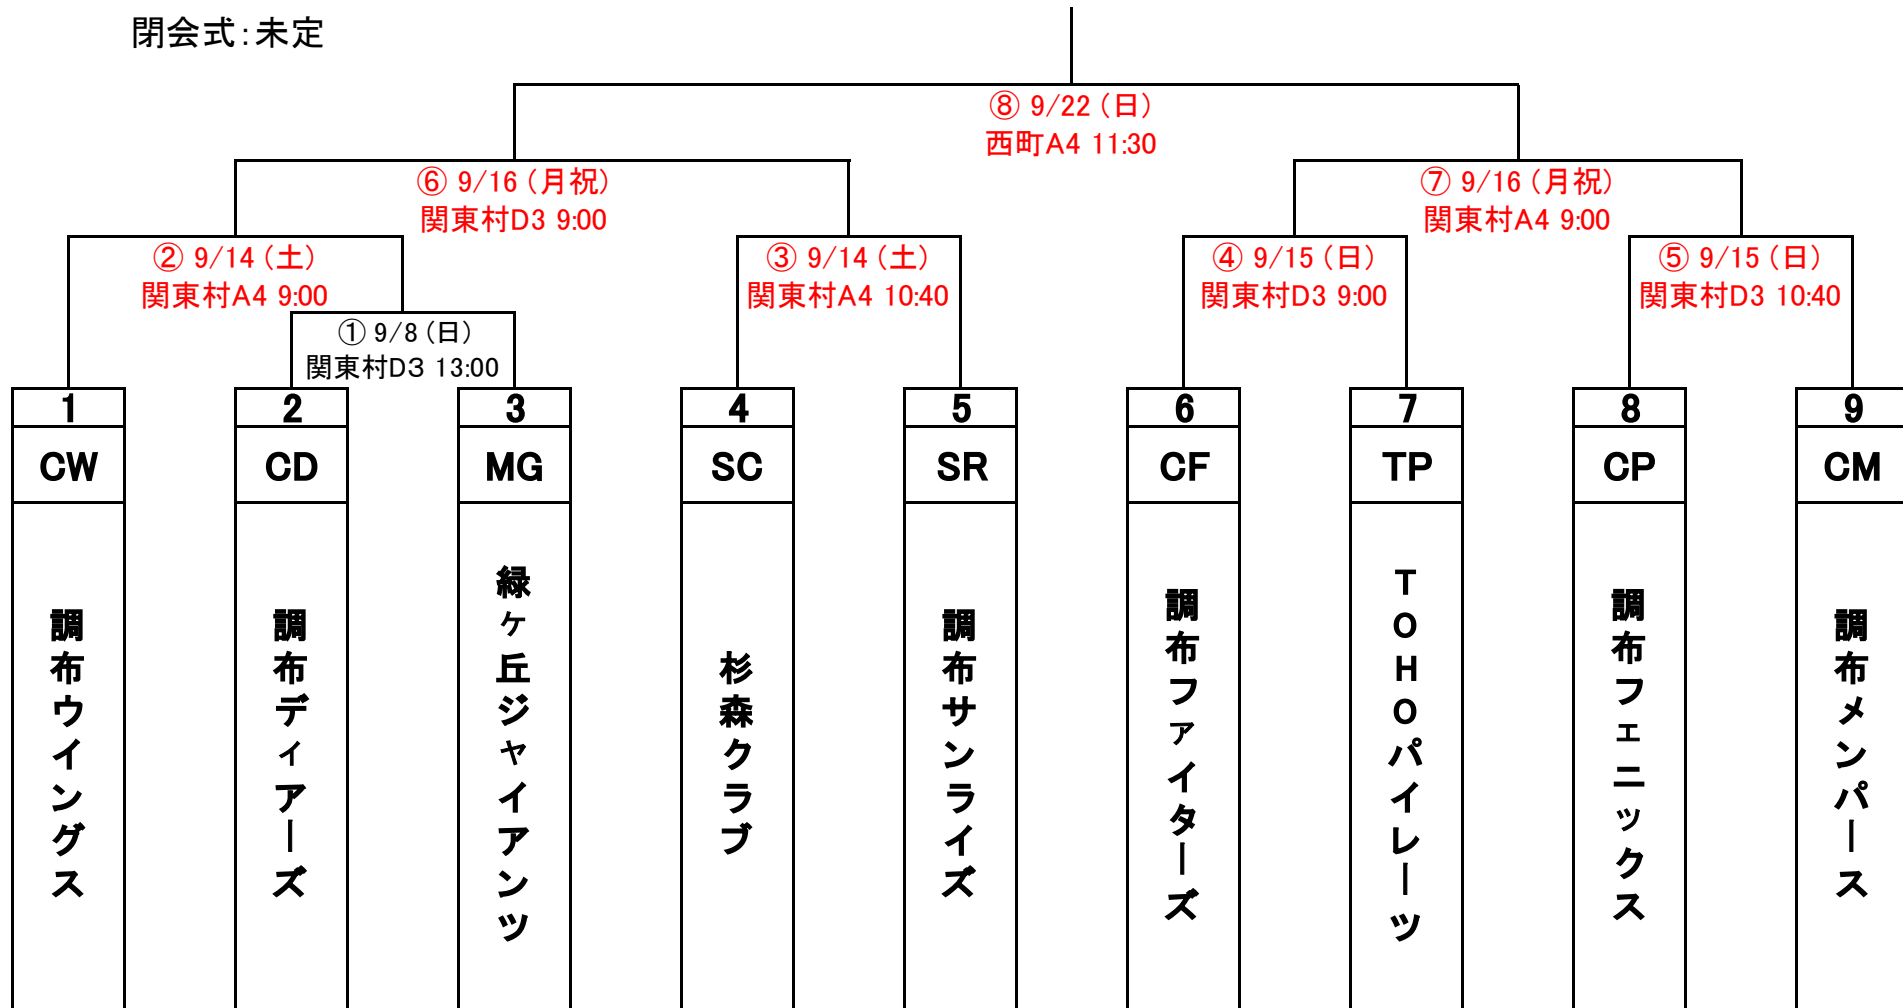 閉会式：未定
⑧ 9/22（日）
西町A4 11:30
⑥ 9/16（月祝）
関東村D3 9:00
⑦ 9/16（月祝）
関東村A4 9:00
② 9/14（土）
関東村A4 9:00
③ 9/14（土）
関東村A4 10:40
④ 9/15（日）
関東村D3 9:00
⑤ 9/15（日）
関東村D3 10:40
① 9/8（日）
関東村D3 13:00
1 2 3 4 5 6 7 8 9
CW CD MG SC SR CF TP CP CM
調布ウイングス
調布ディアーズ
緑ヶ丘ジャイアンツ
杉森クラブ
調布サンライズ
調布ファイターズ
TOHOパイレーツ
調布フェニックス
調布メンパース